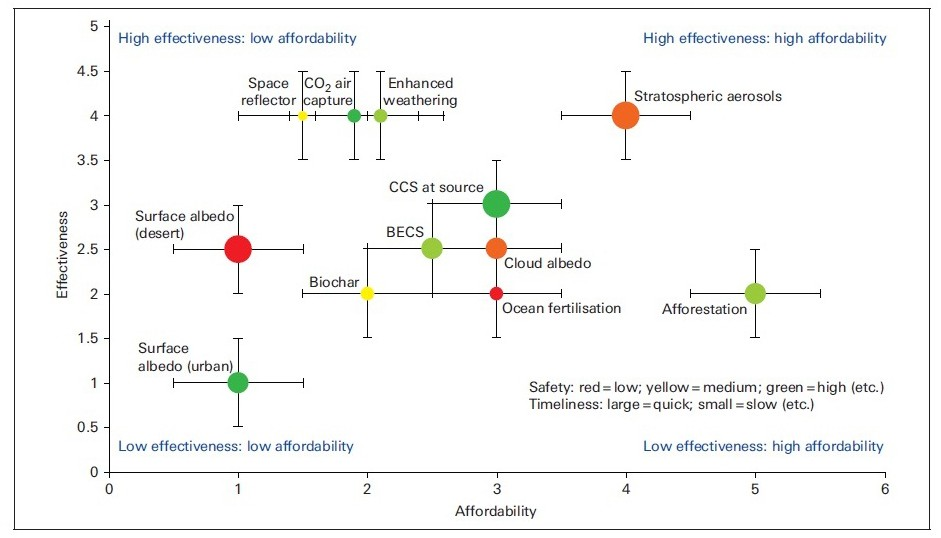 5
High effectiveness: low affordability
High effectiveness: high affordability
4.5
Space
reflector
CO2 air
capture
Enhanced
weathering
Stratospheric aerosols
4
3.5
CCS at source
3
Surface albedo
(desert)
BECS
2.5
Cloud albedo
Biochar
2
Ocean fertilisation
Afforestation
1.5
Surface
albedo (urban)
1
Safety: red = low; yellow = medium; green = high (etc.)
Timeliness: large = quick; small = slow (etc.)
0.5
Low effectiveness: low affordability
Low effectiveness: high affordability
0
Effectiveness
0 1 2 3 4 5 6
Affordability